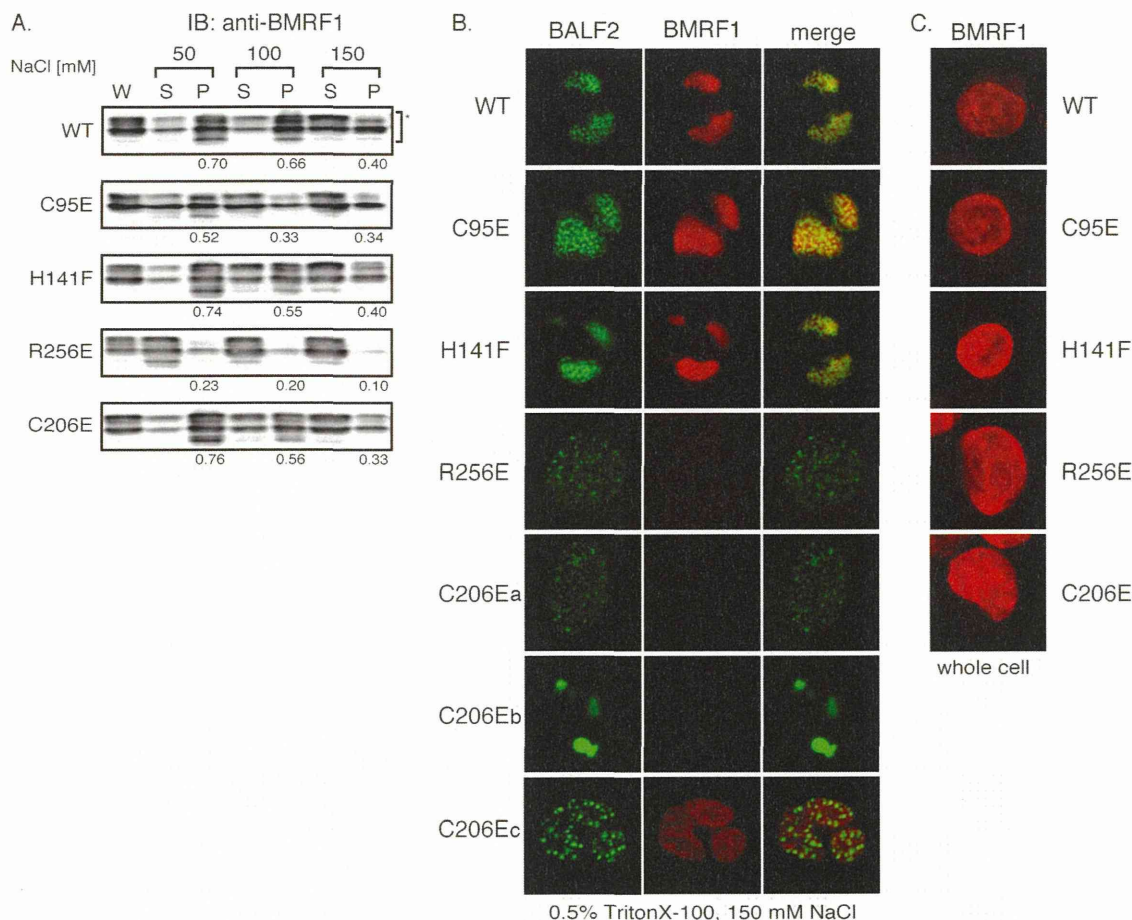 A.
IB: anti-BMRF1
NaCl [mM]
50 100 150
W S P S P S P
WT
*
0.70 0.66 0.40
C95E
0.52 0.33 0.34
H141F
0.74 0.55 0.40
R256E
0.23 0.20 0.10
C206E
0.76 0.56 0.33
B.
BALF2 BMRF1 merge
WT
C95E
H141F
R256E
C206Ea
C206Eb
C206Ec
0.5% TritonX-100, 150 mM NaCl
C.
BMRF1
WT
C95E
H141F
R256E
C206E
whole cell